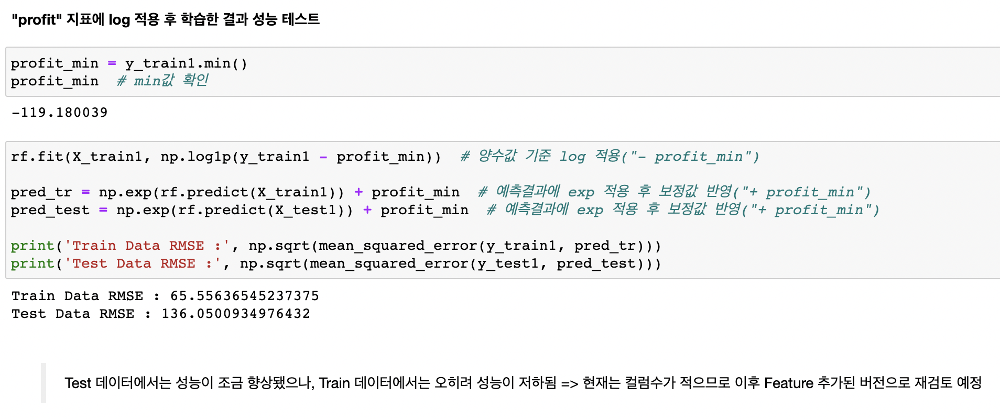 "profit" 지표에 log 적용 후 학습한 결과 성능 테스트
profit_min = y_train1.min()
profit_min  # min값 확인
-119.180039
rf.fit(X_train1, np.log1p(y_train1 - profit_min))  # 양수값 기준 log 적용("- profit_min")
pred_tr = np.exp(rf.predict(X_train1)) + profit_min  # 예측결과에 exp 적용 후 보정값 반영("+ profit_min")
pred_test = np.exp(rf.predict(X_test1)) + profit_min  # 예측결과에 exp 적용 후 보정값 반영("+ profit_min")
print('Train Data RMSE :', np.sqrt(mean_squared_error(y_train1, pred_tr)))
print('Test Data RMSE :', np.sqrt(mean_squared_error(y_test1, pred_test)))
Train Data RMSE : 65.55636545237375
Test Data RMSE : 136.0500934976432
Test 데이터에서는 성능이 조금 향상됐으나, Train 데이터에서는 오히려 성능이 저하됨 => 현재는 컬럼수가 적으므로 이후 Feature 추가된 버전으로 재검토 예정